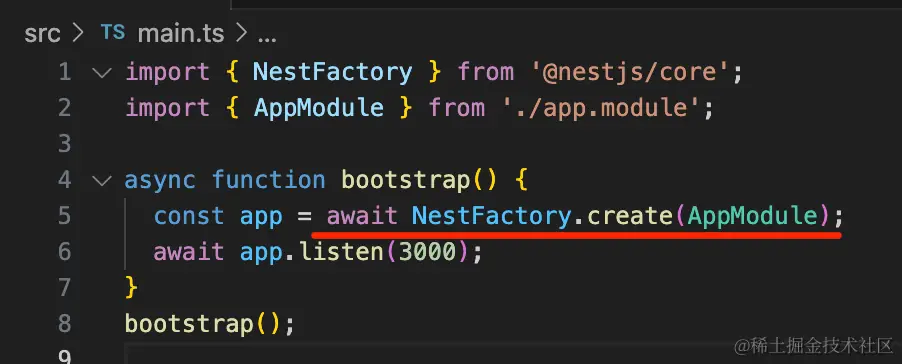 src > TS main.ts > ...
1 import { NestFactory } from '@nestjs/core';
2 import { AppModule } from './app.module';
3
4 async function bootstrap() {
5 const app = await NestFactory.create(AppModule);
6 await app.listen(3000);
7 }
8 bootstrap();
9
@稀土掘金技术社区